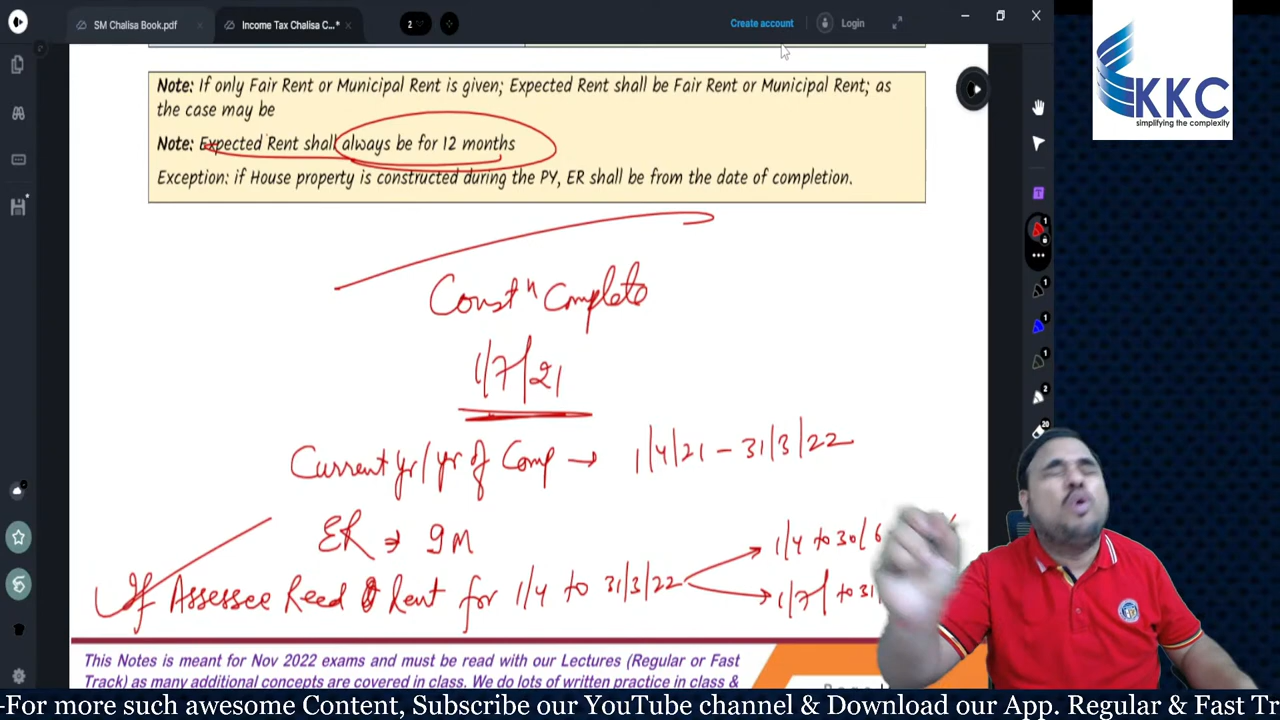 SM Chalisa Book.pdf
Income Tax Chalisa C...*
2
Create account
Login
KKC
simplifying the complexity
Note: If only Fair Rent or Municipal Rent is given; Expected Rent shall be Fair Rent or Municipal Rent; as
the case may be
Note: Expected Rent shall always be for 12 months
Exception: if House property is constructed during the PY, ER shall be from the date of completion.
Constn Complete
1/7/21
Current yr/yr of Comp → 1/4/21 - 31/3/22
ER → 9M
1/4 to 30/6
If Assessee Recd Rent for 1/4 to 31/3/22
1/7/ to 31/
This Notes is meant for Nov 2022 exams and must be read with our Lectures (Regular or Fast
Track) as many additional concepts are covered in class. We do lots of written practice in class &
-For more such awesome Content, Subscribe our YouTube channel & Download our App. Regular & Fast Tr